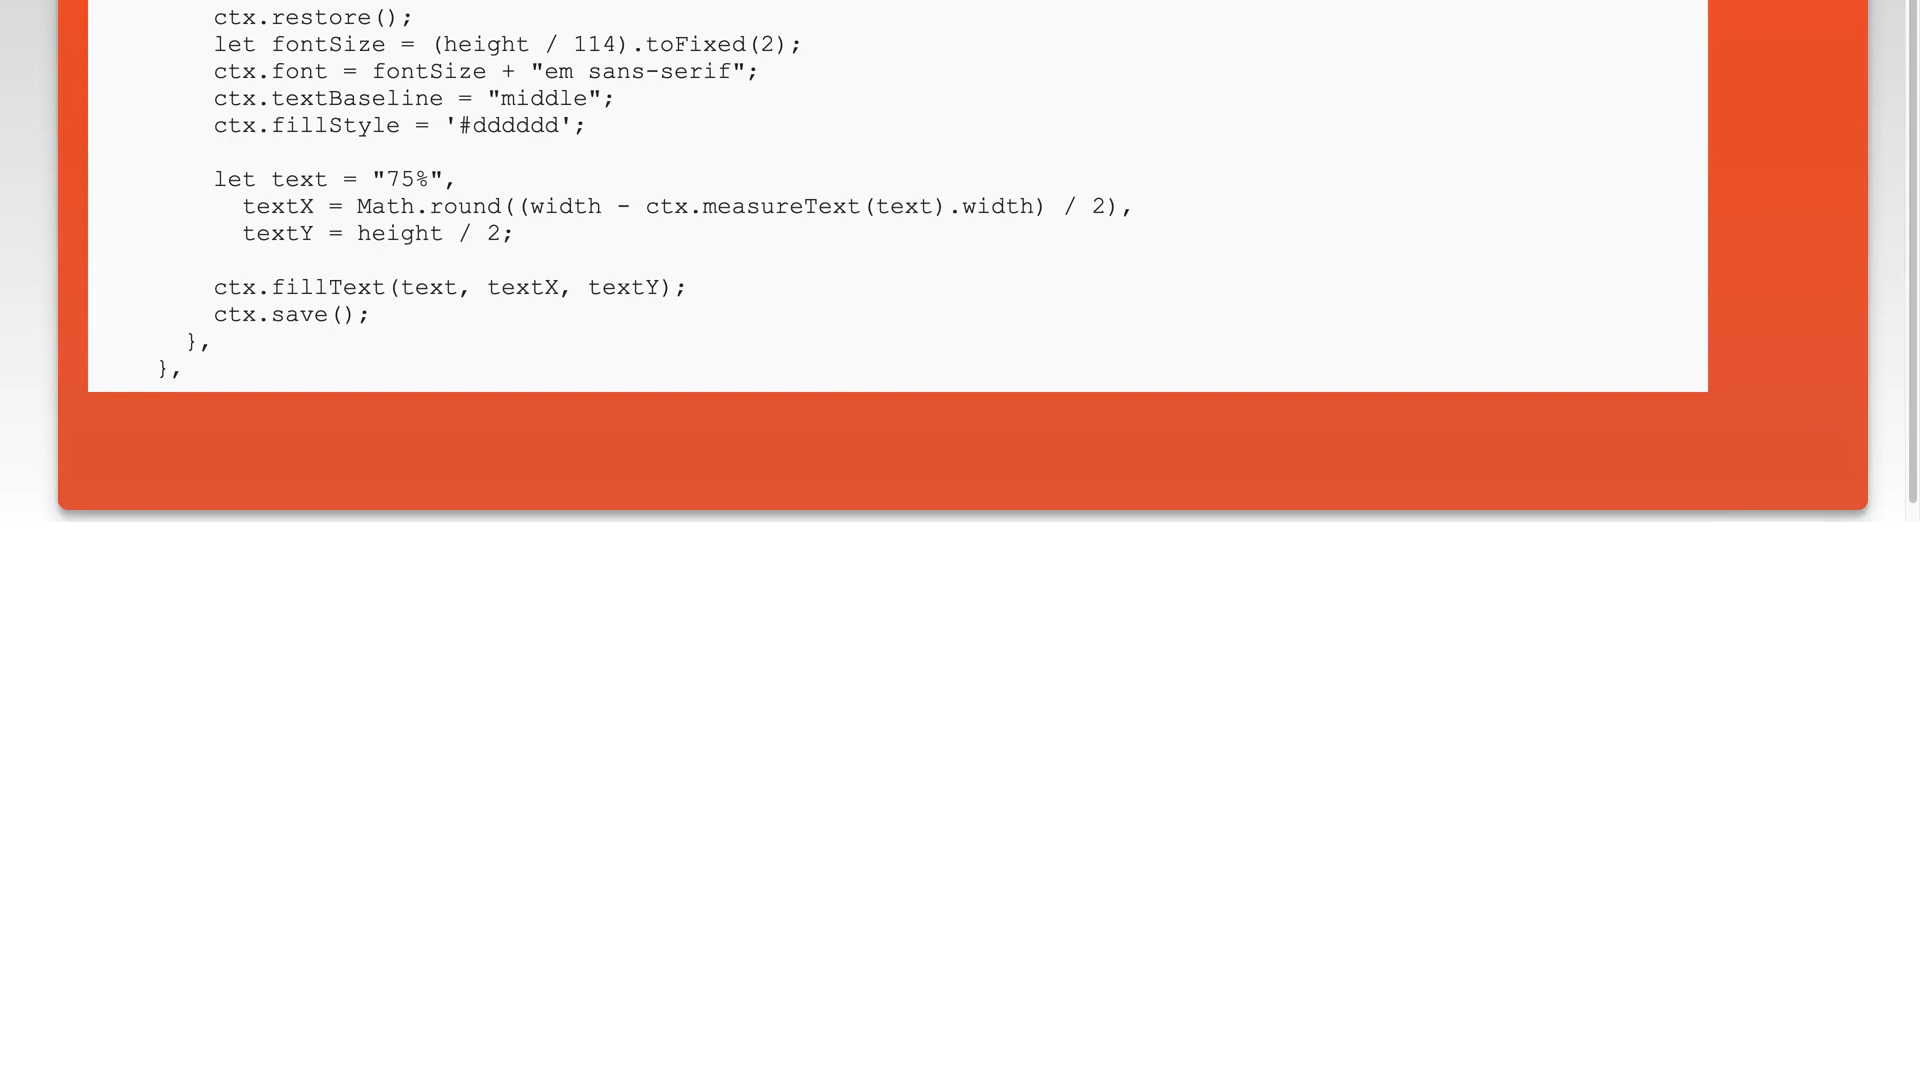 ctx.restore();
let fontSize = (height / 114).toFixed(2);
ctx.font = fontSize + "em sans-serif";
ctx.textBaseline = "middle";
ctx.fillStyle = '#dddddd';
let text = "75%",
textX = Math.round((width - ctx.measureText(text).width) / 2),
textY = height / 2;
ctx.fillText(text, textX, textY);
ctx.save();
},
},